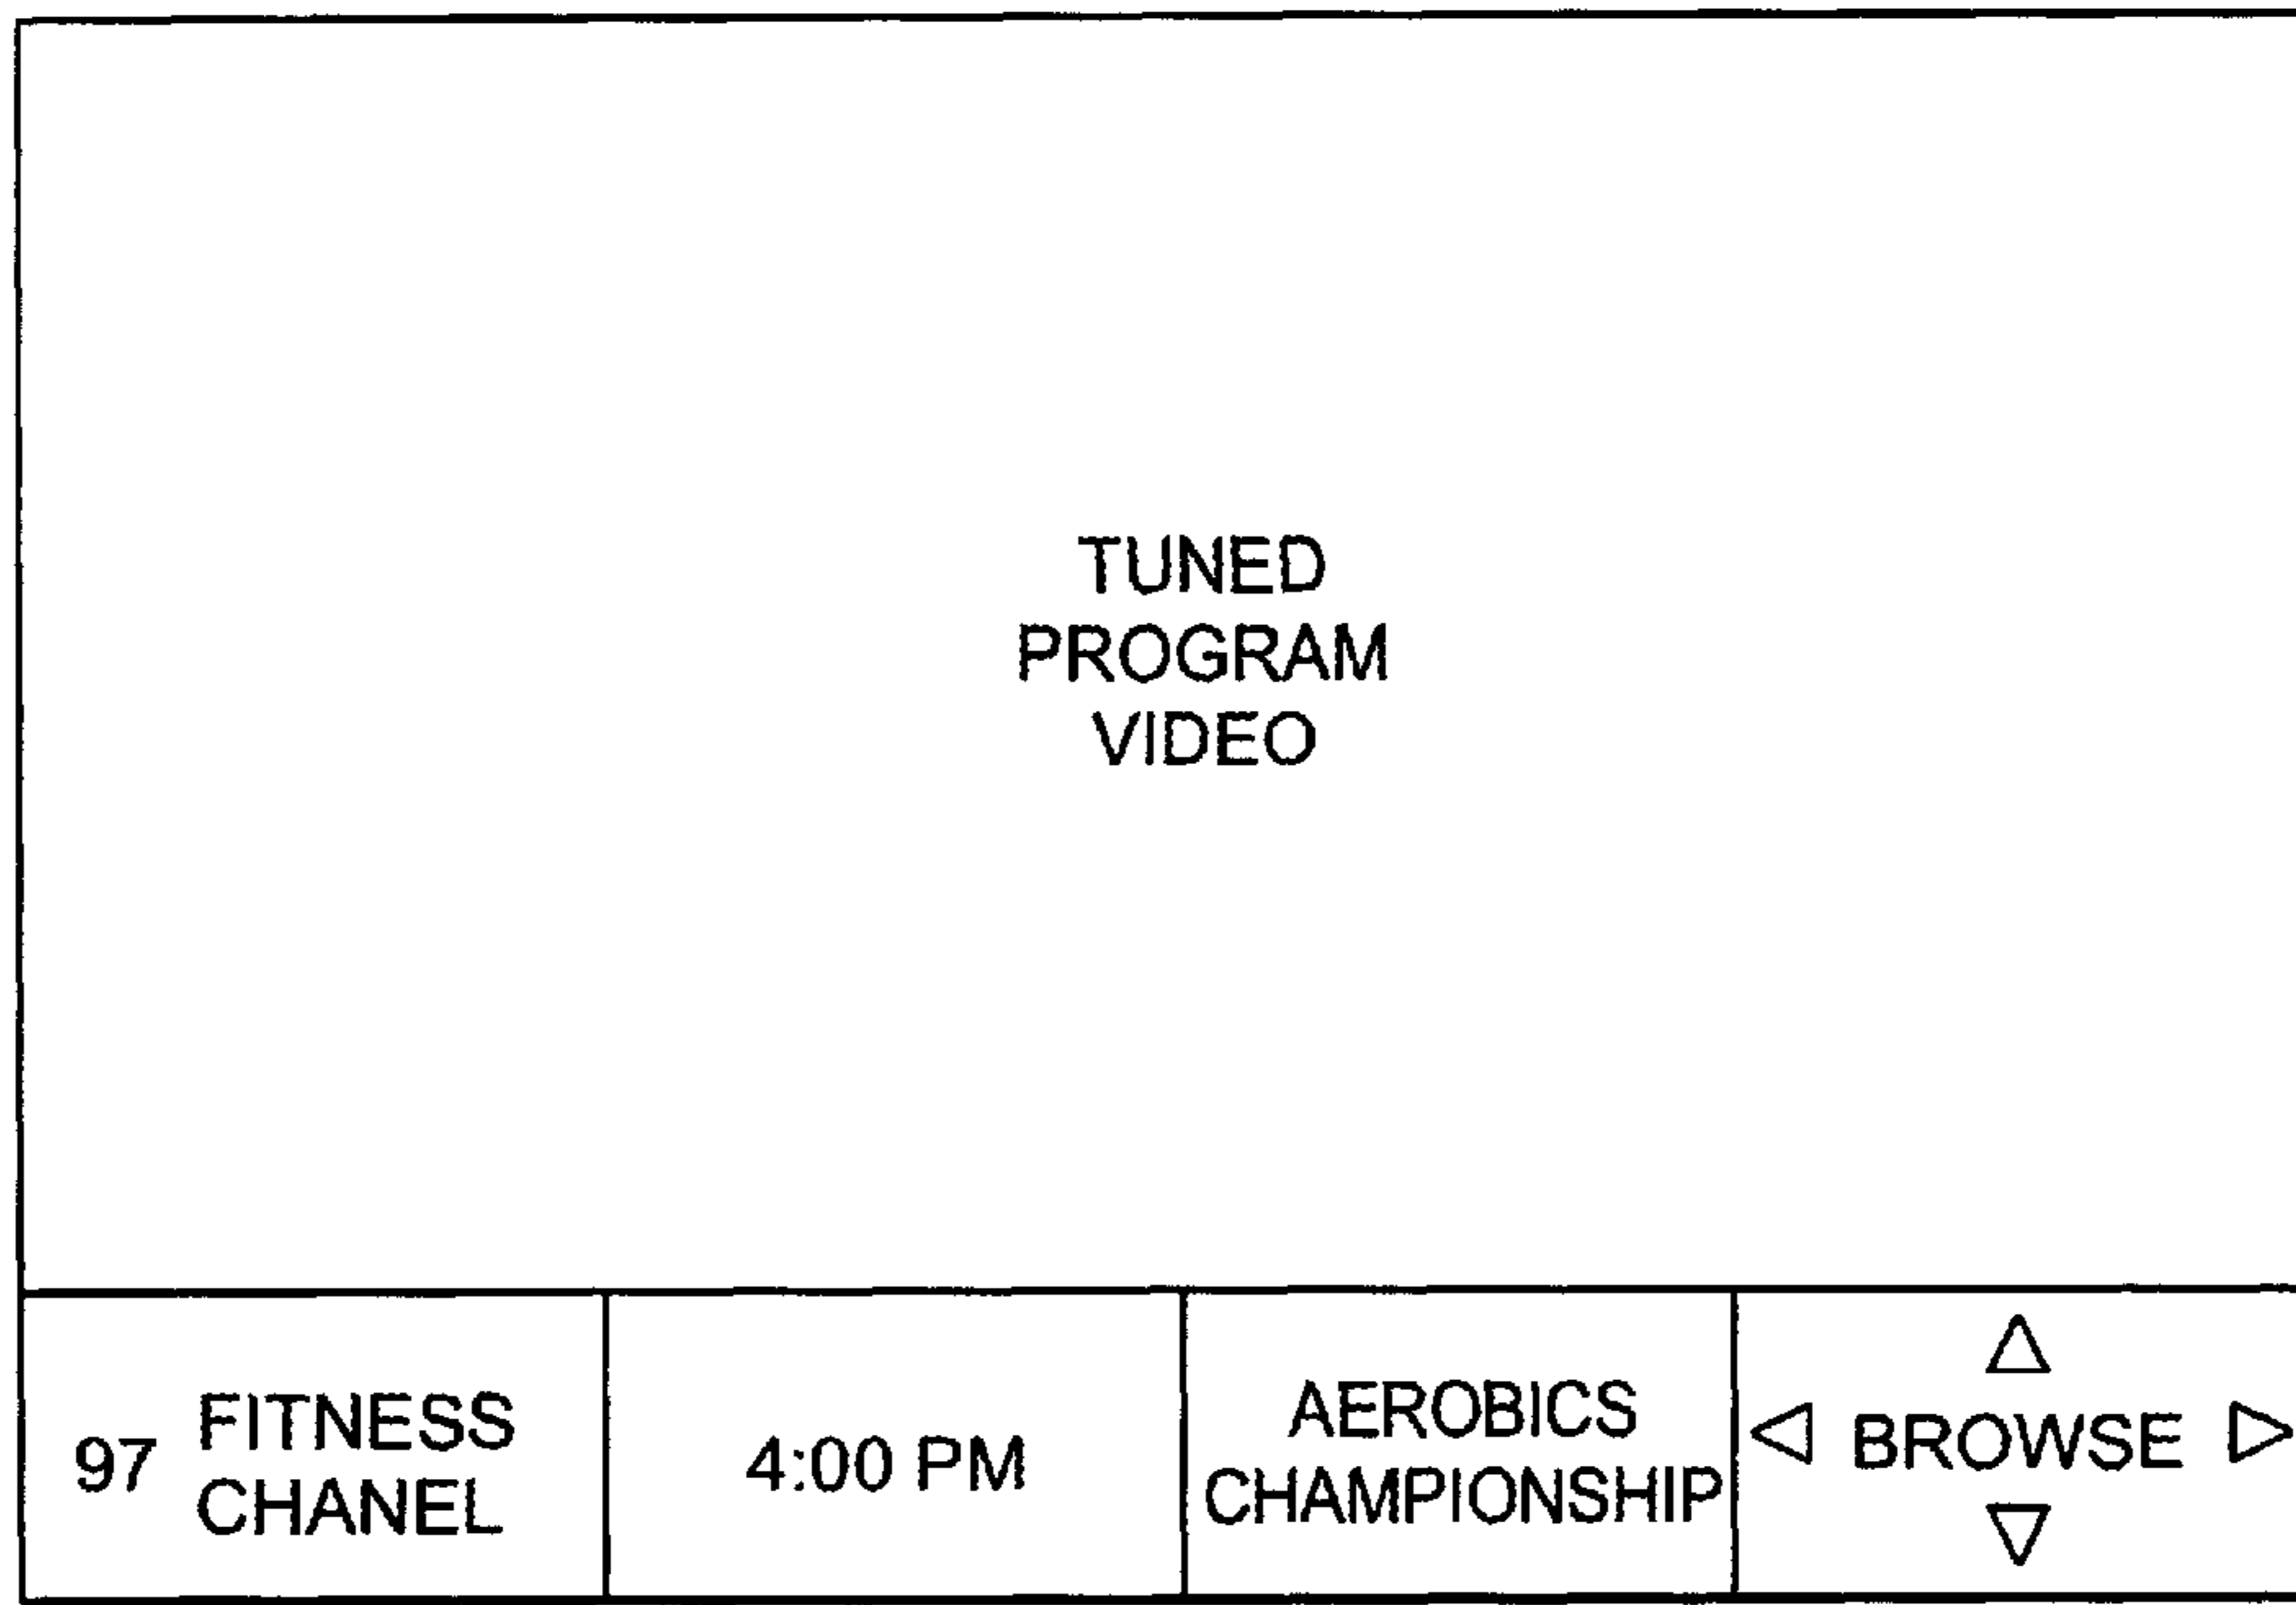 TUNED
PROGRAM
VIDEO
97 FITNESS
CHANEL
4:00 PM
AEROBICS
CHAMPIONSHIP
BROWSE